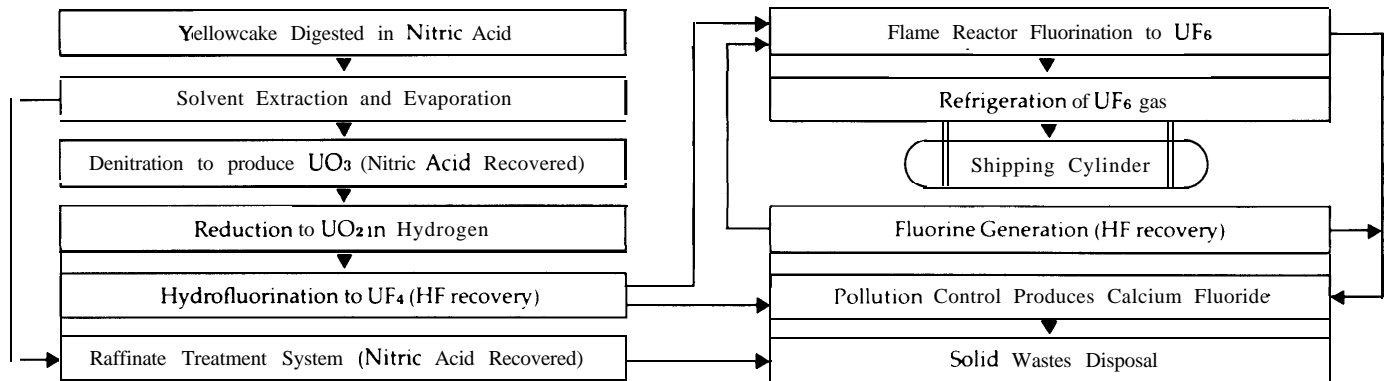 Yellowcake Digested in Nitric Acid
Solvent Extraction and Evaporation
Denitration to produce UO₃ (Nitric Acid Recovered)
Reduction to UO₂ in Hydrogen
Hydrofluorination to UF₄ (HF recovery)
Raffinate Treatment System (Nitric Acid Recovered)
Flame Reactor Fluorination to UF₆
Refrigeration of UF₆ gas
Shipping Cylinder
Fluorine Generation (HF recovery)
Pollution Control Produces Calcium Fluoride
Solid Wastes Disposal